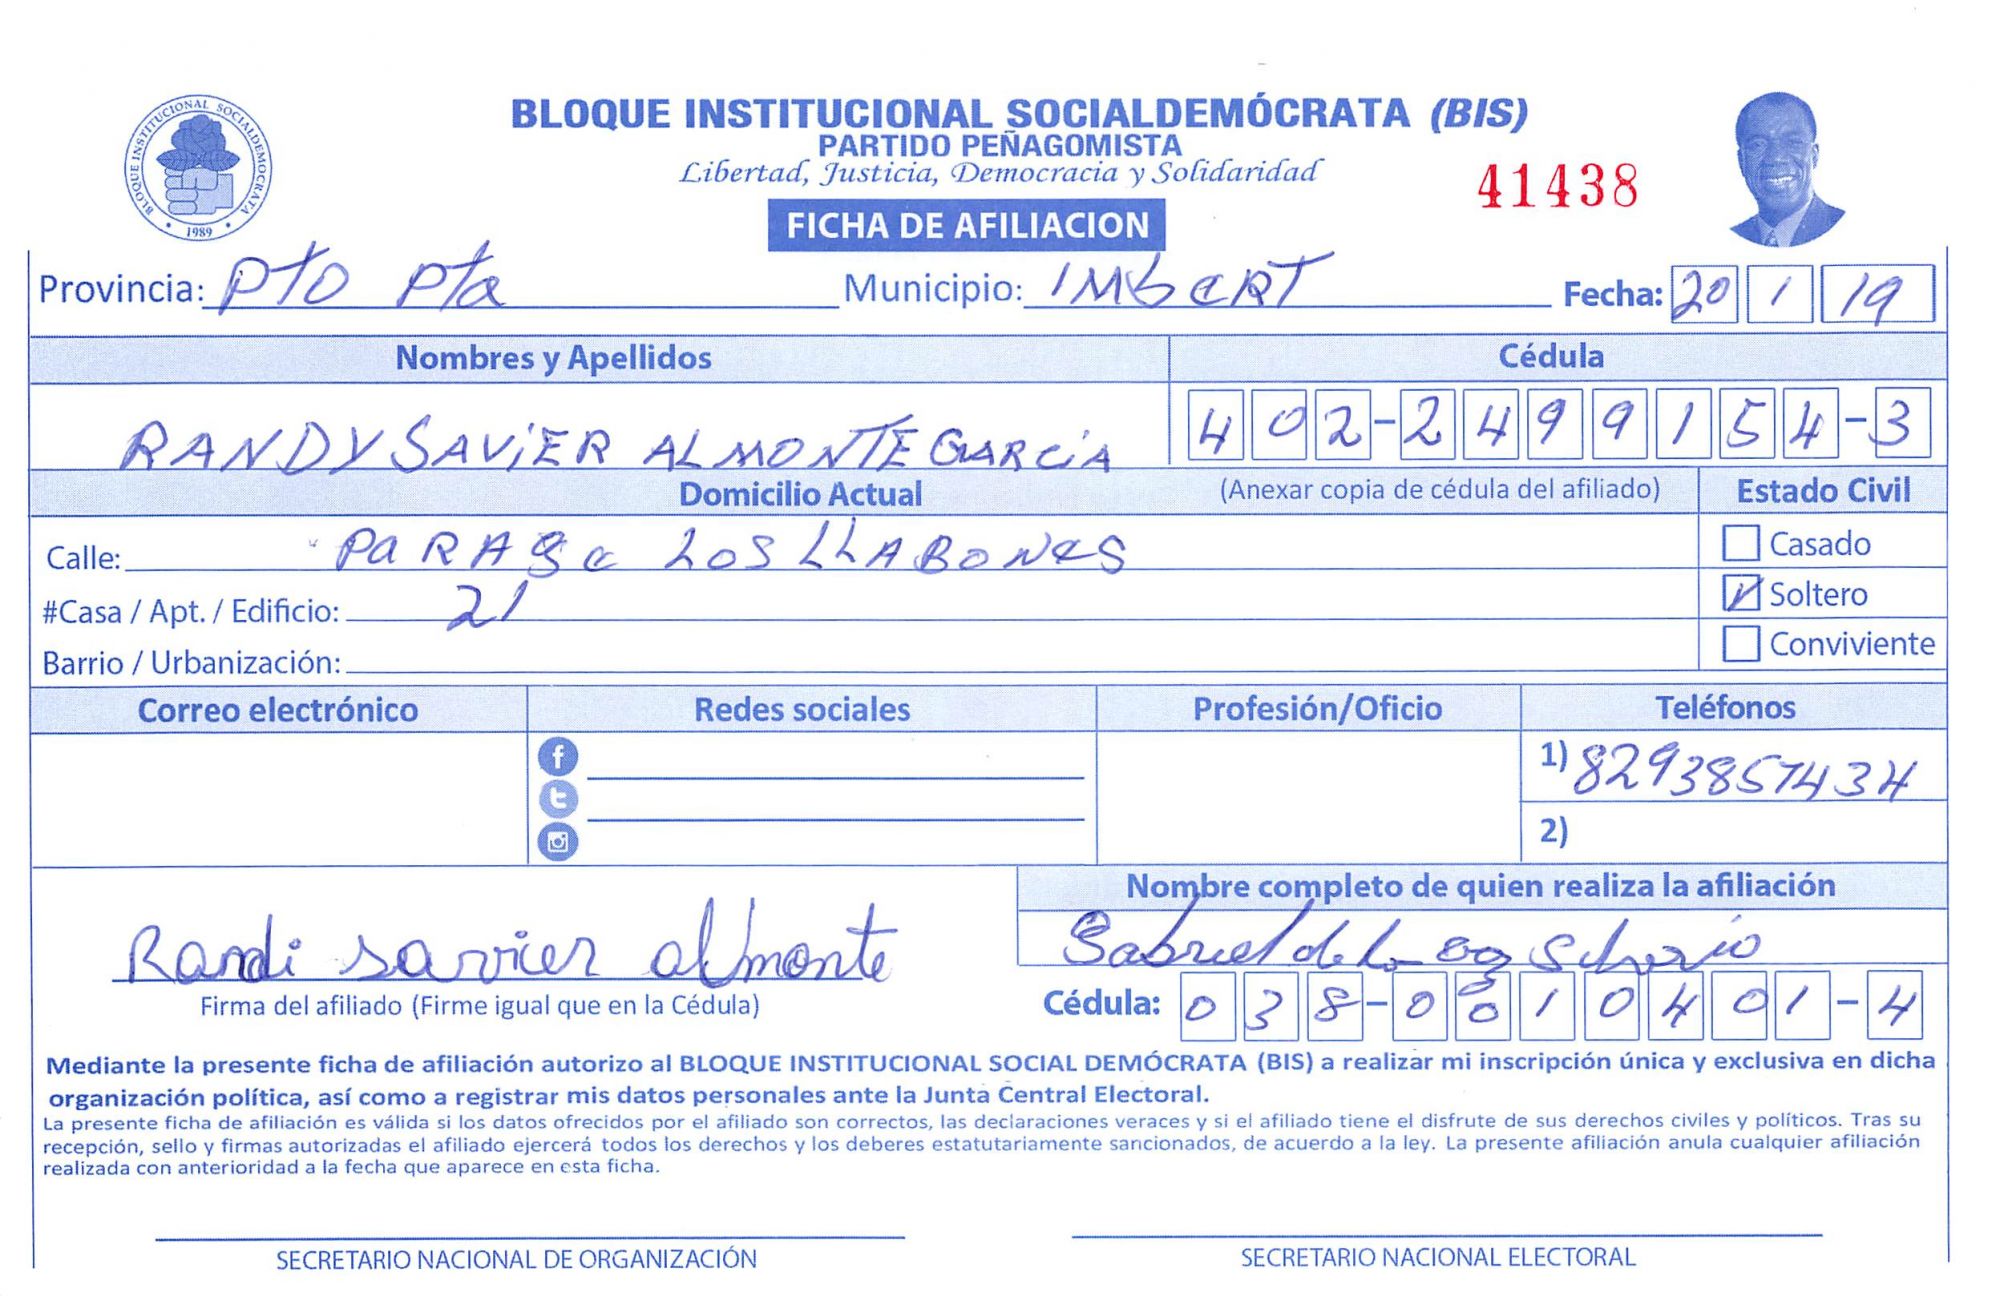 BLOQUE INSTITUCIONAL SOCIALDEMOCRATA
1989
BLOQUE INSTITUCIONAL SOCIALDEMÓCRATA (BIS)
PARTIDO PEÑAGOMISTA
Libertad, Justicia, Democracia y Solidaridad
41438
FICHA DE AFILIACION
Provincia: Pto Pta Municipio: IMbeRT Fecha: 20 1 19
Nombres y Apellidos Cédula
RANDY SAViER ALMONTE GARCiA 402-2499154-3
Domicilio Actual (Anexar copia de cédula del afiliado) Estado Civil
Calle: PaRAge LOS LLABONES Casado
#Casa / Apt. / Edificio: 21 Soltero
Barrio / Urbanización: Conviviente
Correo electrónico Redes sociales Profesión/Oficio Teléfonos
1) 8293857434
2)
Nombre completo de quien realiza la afiliación
Randi savier almonte Gabriel de la
Firma del afiliado (Firme igual que en la Cédula) Cédula: 038-0010401-4
Mediante la presente ficha de afiliación autorizo al BLOQUE INSTITUCIONAL SOCIAL DEMÓCRATA (BIS) a realizar mi inscripción única y exclusiva en dicha
organización política, así como a registrar mis datos personales ante la Junta Central Electoral.
La presente ficha de afiliación es válida si los datos ofrecidos por el afiliado son correctos, las declaraciones veraces y si el afiliado tiene el disfrute de sus derechos civiles y políticos. Tras su
recepción, sello y firmas autorizadas el afiliado ejercerá todos los derechos y los deberes estatutariamente sancionados, de acuerdo a la ley. La presente afiliación anula cualquier afiliación
realizada con anterioridad a la fecha que aparece en esta ficha.
SECRETARIO NACIONAL DE ORGANIZACIÓN SECRETARIO NACIONAL ELECTORAL